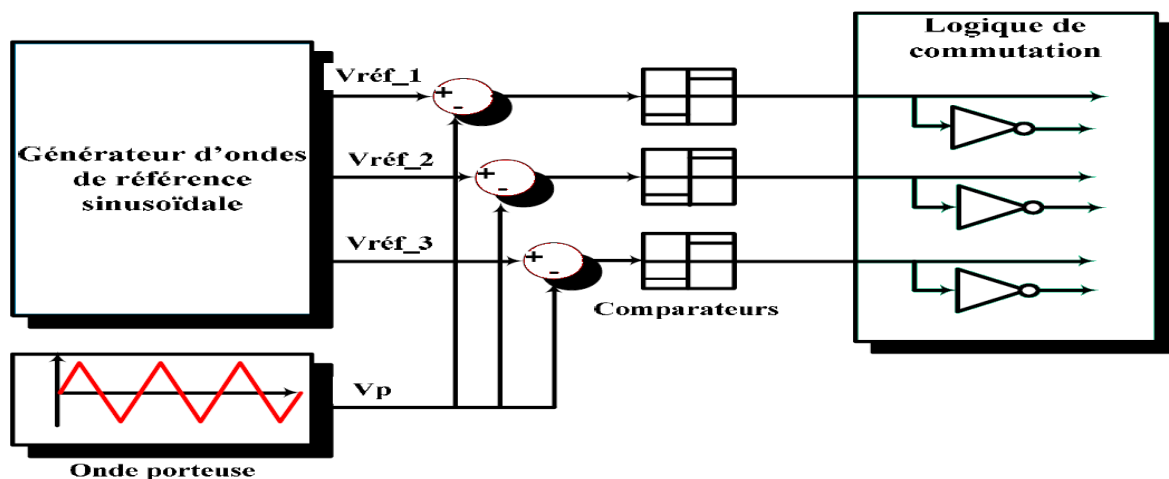 Générateur d'ondes
de référence
sinusoïdale
Vréf_1
Vréf_2
Vréf_3
+
-
+
-
+
-
Comparateurs
Logique de
commutation
Vp
Onde porteuse